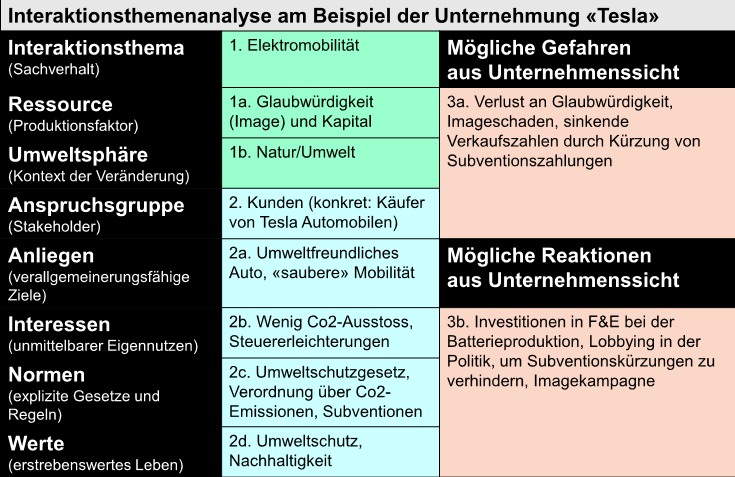 Interaktionsthemenanalyse am Beispiel der Unternehmung «Tesla»
Interaktionsthema
(Sachverhalt)
1. Elektromobilität
Mögliche Gefahren
aus Unternehmenssicht
Ressource
(Produktionsfaktor)
1a. Glaubwürdigkeit
(Image) und Kapital
3a. Verlust an Glaubwürdigkeit,
Imageschaden, sinkende
Verkaufszahlen durch Kürzung von
Subventionszahlungen
Umweltsphäre
(Kontext der Veränderung)
1b. Natur/Umwelt
Anspruchsgruppe
(Stakeholder)
2. Kunden (konkret: Käufer
von Tesla Automobilen)
Anliegen
(verallgemeinerungsfähige
Ziele)
2a. Umweltfreundliches
Auto, «saubere» Mobilität
Mögliche Reaktionen
aus Unternehmenssicht
Interessen
(unmittelbarer Eigennutzen)
2b. Wenig Co2-Ausstoss,
Steuererleichterungen
3b. Investitionen in F&E bei der
Batterieproduktion, Lobbying in der
Politik, um Subventionskürzungen zu
verhindern, Imagekampagne
Normen
(explizite Gesetze und
Regeln)
2c. Umweltschutzgesetz,
Verordnung über Co2-
Emissionen, Subventionen
Werte
(erstrebenswertes Leben)
2d. Umweltschutz,
Nachhaltigkeit